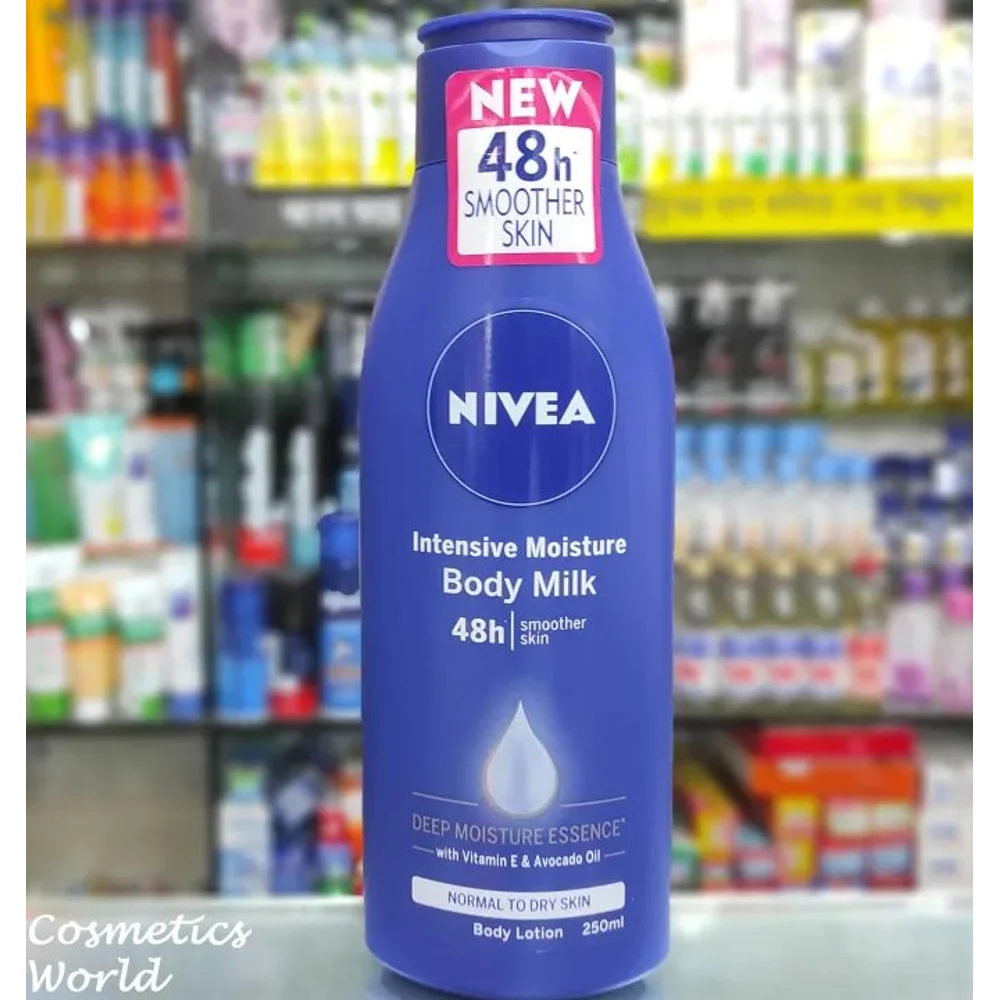 NEW
48h
SMOOTHER
SKIN
NIVEA
Intensive Moisture
Body Milk
48h smoother
skin
DEEP MOISTURE ESSENCE*
with Vitamin E & Avocado Oil
NORMAL TO DRY SKIN
Body Lotion 250ml
Cosmetics
World